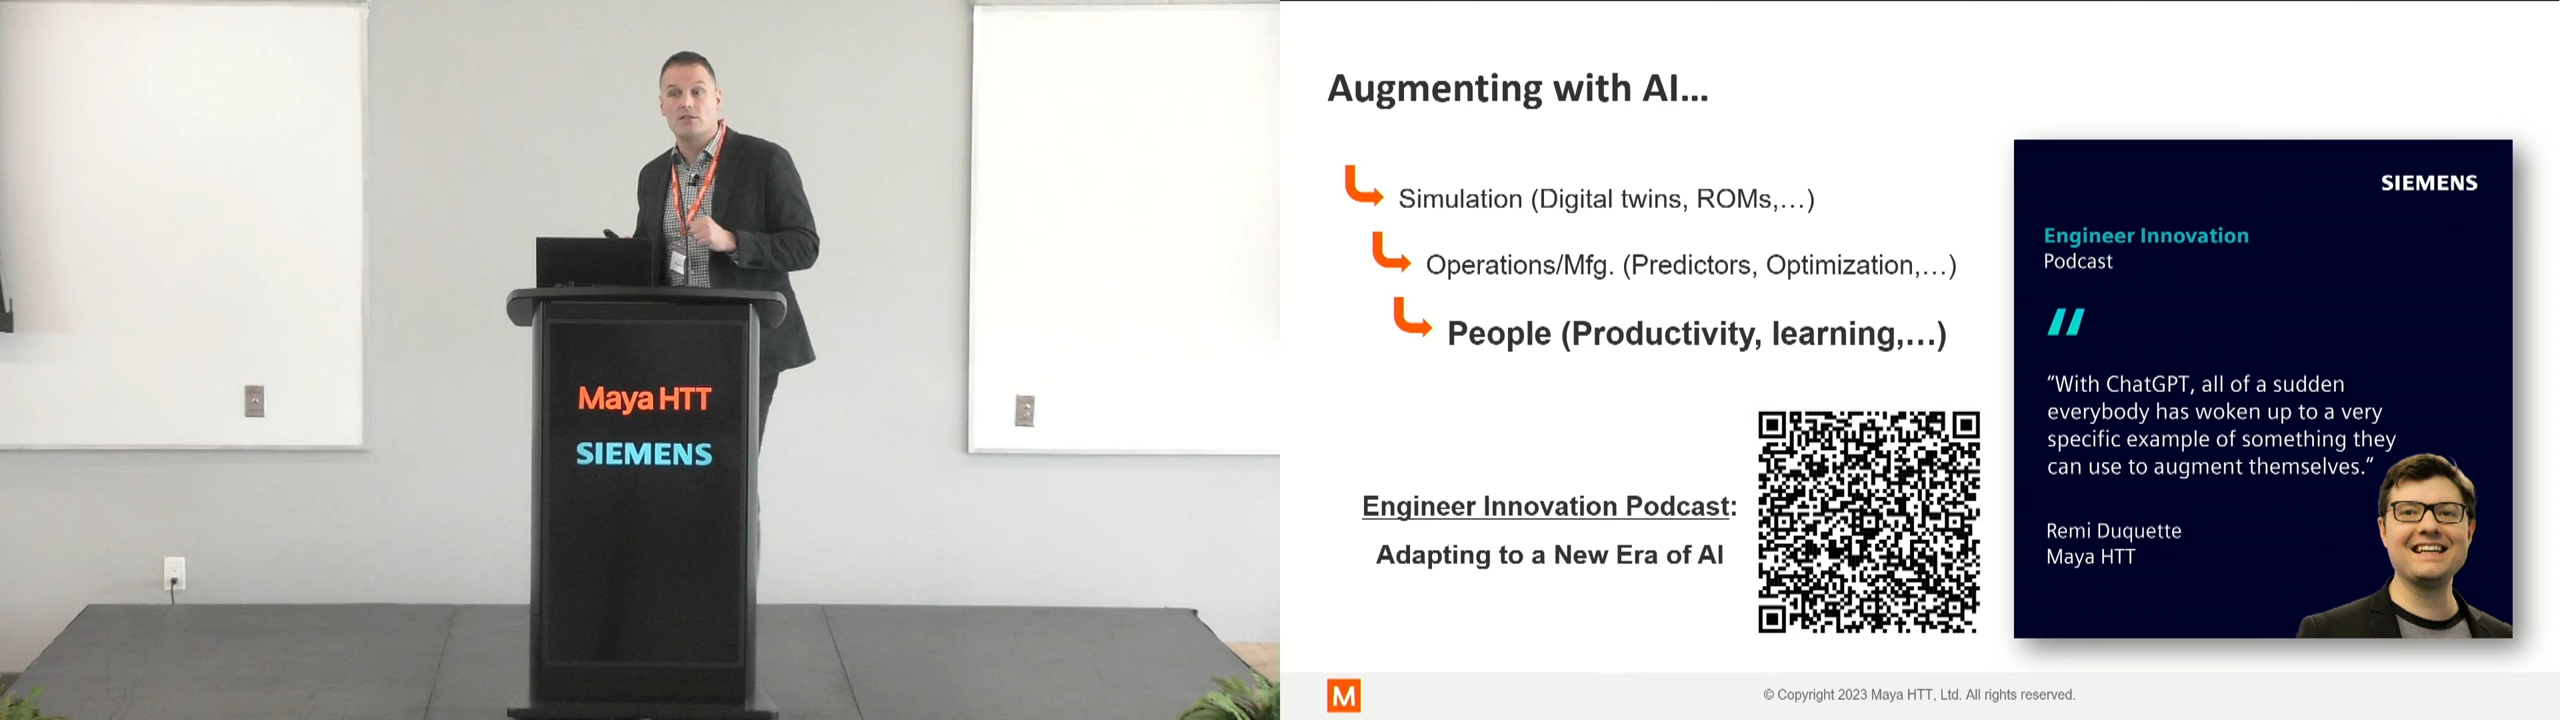 Maya HTT
SIEMENS
Augmenting with AI...
Simulation (Digital twins, ROMs,...)
Operations/Mfg. (Predictors, Optimization,...)
People (Productivity, learning,...)
Engineer Innovation Podcast:
Adapting to a New Era of AI
SIEMENS
Engineer Innovation
Podcast
"With ChatGPT, all of a sudden
everybody has woken up to a very
specific example of something they
can use to augment themselves."
Remi Duquette
Maya HTT
M
© Copyright 2023 Maya HTT, Ltd. All rights reserved.